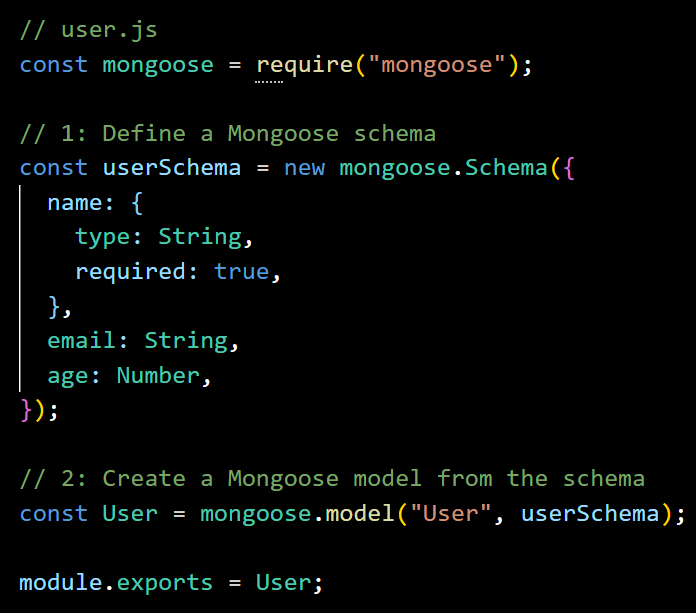 // user.js
const mongoose = require("mongoose");
// 1: Define a Mongoose schema
const userSchema = new mongoose.Schema({
  name: {
    type: String,
    required: true,
  },
  email: String,
  age: Number,
});
// 2: Create a Mongoose model from the schema
const User = mongoose.model("User", userSchema);
module.exports = User;